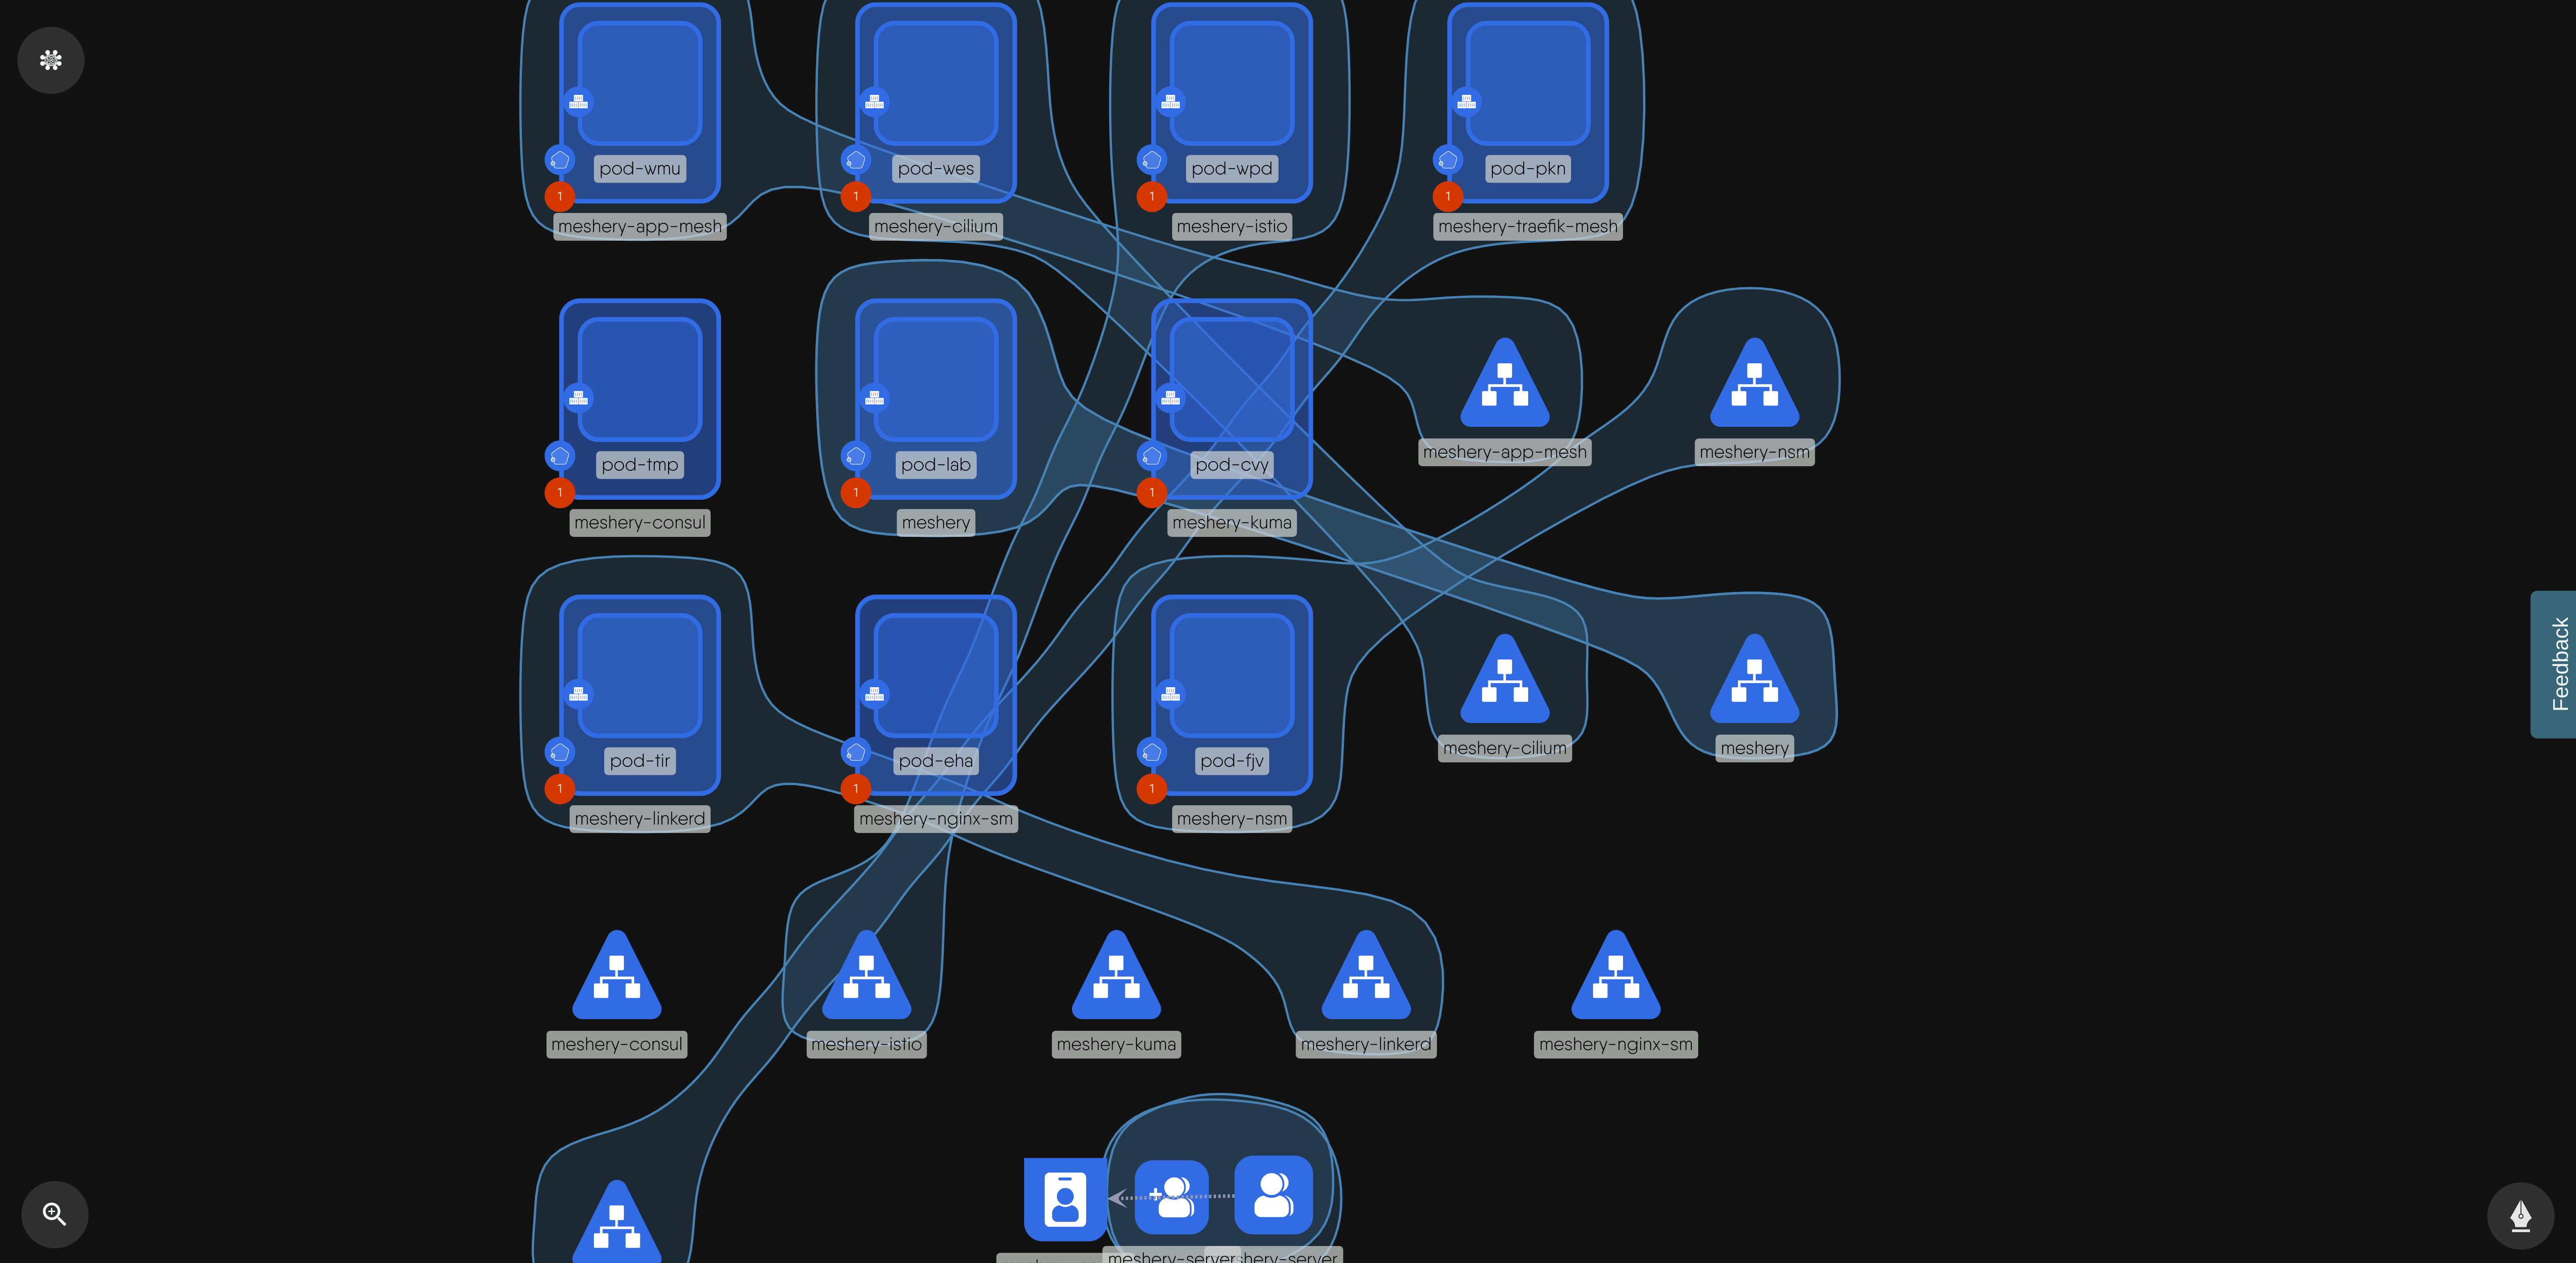 pod-wmu
pod-wes
pod-wpd
pod-pkn
1
1
1
1
meshery-app-mesh
meshery-cilium
meshery-istio
meshery-traefik-mesh
pod-tmp
pod-lab
pod-cvy
meshery-app-mesh
meshery-nsm
1
1
1
meshery-consul
meshery
meshery-kuma
pod-tir
pod-eha
pod-fjv
meshery-cilium
meshery
1
1
1
meshery-linkerd
meshery-nginx-sm
meshery-nsm
Feedback
meshery-consul
meshery-istio
meshery-kuma
meshery-linkerd
meshery-nginx-sm
meshery-server